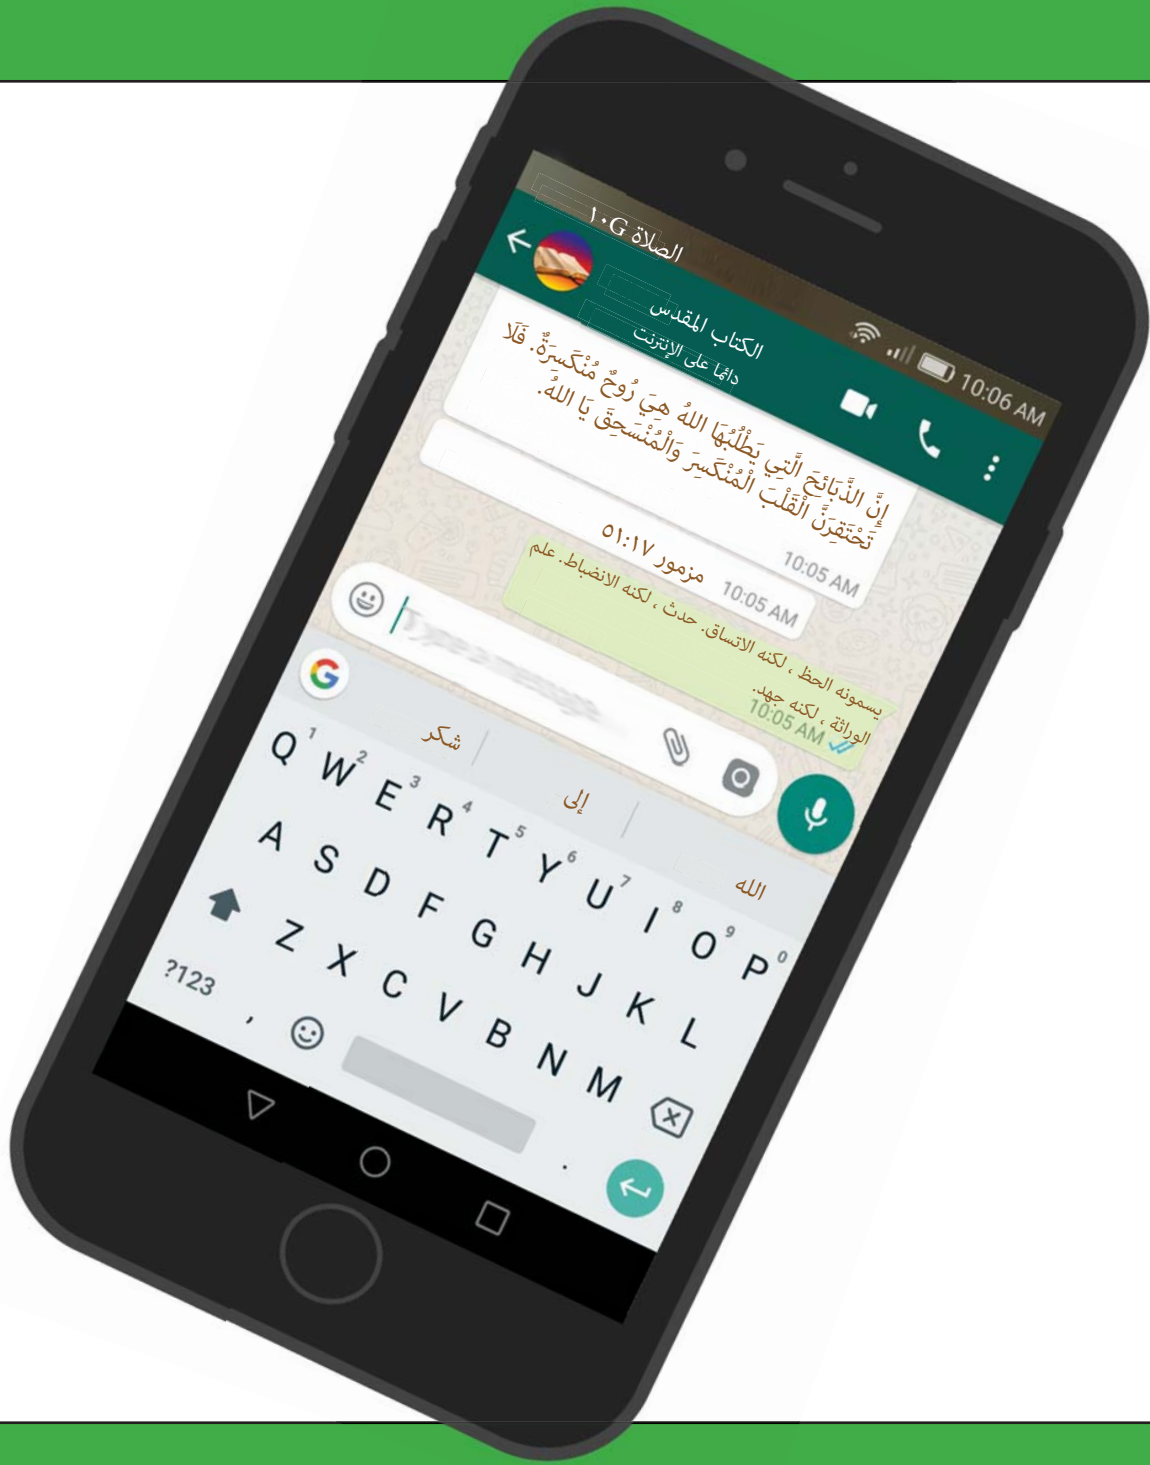 الصلاة ١٠G
10:06 AM
الكتاب المقدس
دائما على الإنترنت
إِنَّ الذَّبَائِحَ الَّتِي يَطْلُبُهَا اللهُ هِيَ رُوحٌ مُنْكَسِرَةٌ. فَلَا
تَحْتَقِرَنَّ الْقَلْبَ الْمُنْكَسِرَ وَالْمُنْسَحِقَ يَا اللهُ.
10:05 AM
مزمور ٥١:١٧
10:05 AM
يسمونه الحظ ، لكنه الاتساق. حدث ، لكنه الانضباط. علم
الوراثة ، لكنه جهد.
10:05 AM
G
شكر
إلى
الله
Q 1 W 2 E 3 R 4 T 5 Y 6 U 7 I 8 O 9 P 0
A S D F G H J K L
Z X C V B N M
?123 , .